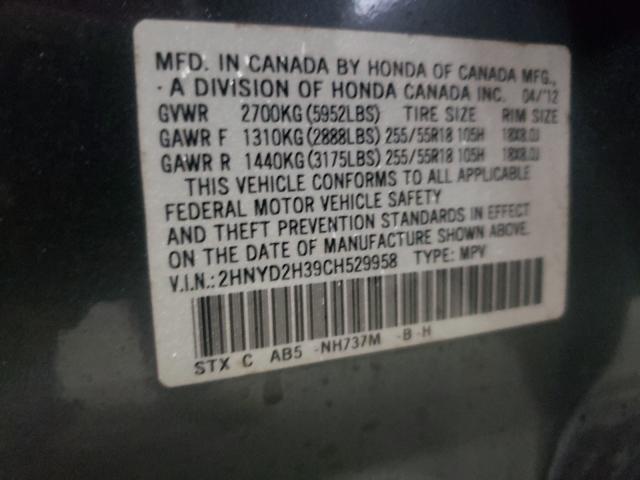 MFD. IN CANADA BY HONDA OF CANADA MFG.,
· A DIVISION OF HONDA CANADA INC. 04/'12
GVWR 2700KG(5952LBS) TIRE SIZE RIM SIZE
GAWR F 1310KG(2888LBS) 255/55R18 105H 18X8.0J
GAWR R 1440KG(3175LBS) 255/55R18 105H 18X8.0J
THIS VEHICLE CONFORMS TO ALL APPLICABLE
FEDERAL MOTOR VEHICLE SAFETY
AND THEFT PREVENTION STANDARDS IN EFFECT
ON THE DATE OF MANUFACTURE SHOWN ABOVE.
V.I.N.: 2HNYD2H39CH529958 TYPE: MPV
STX C AB5 -NH737M -B-H